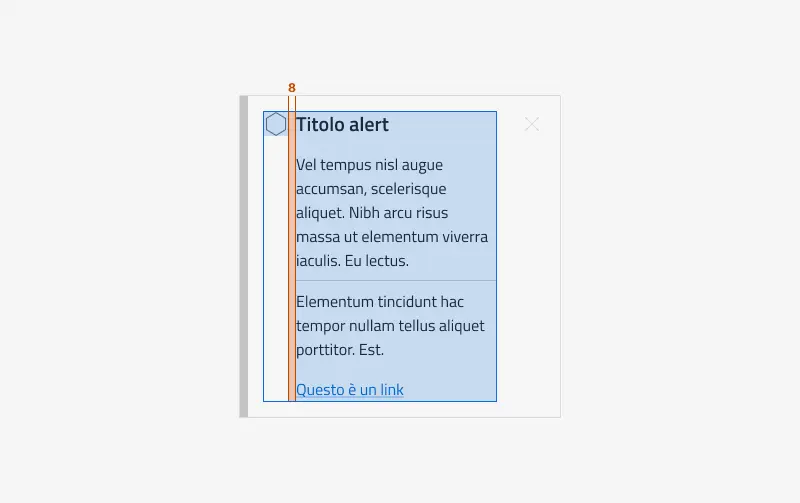 8
Titolo alert
Vel tempus nisl augue
accumsan, scelerisque
aliquet. Nibh arcu risus
massa ut elementum viverra
iaculis. Eu lectus.
Elementum tincidunt hac
tempor nullam tellus aliquet
porttitor. Est.
Questo è un link